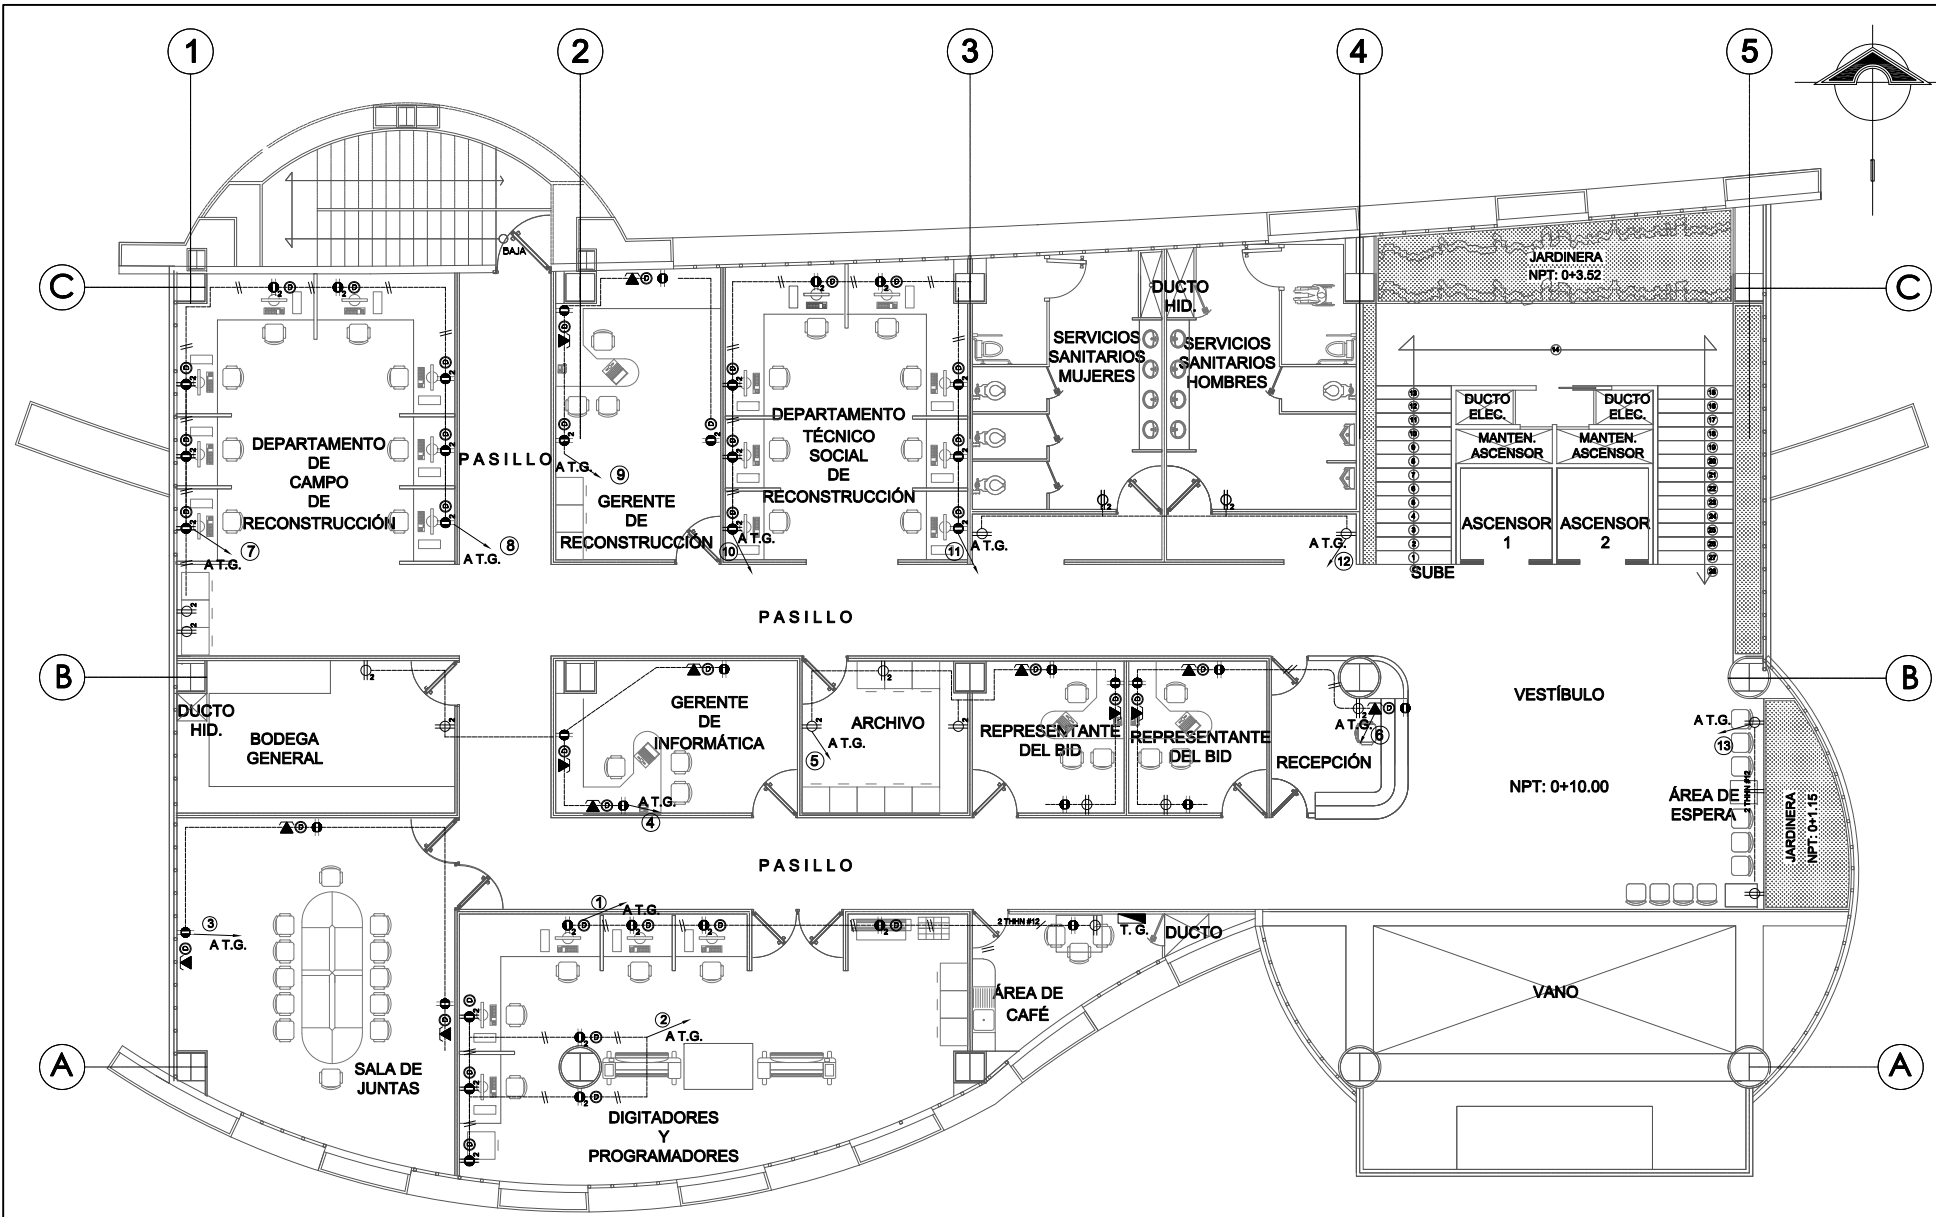 1
2
3
4
5
BAJA
C
JARDINERA
NPT: 0+3.52
C
DUCTO
HID.
SERVICIOS
SANITARIOS
MUJERES
SERVICIOS
SANITARIOS
HOMBRES
14
DUCTO
ELEC.
DUCTO
ELEC.
MANTEN.
ASCENSOR
MANTEN.
ASCENSOR
ASCENSOR
1
ASCENSOR
2
SUBE
DEPARTAMENTO
DE
CAMPO
DE
RECONSTRUCCIÓN
PASILLO
A T.G.
9
GERENTE
DE
RECONSTRUCCIÓN
DEPARTAMENTO
TÉCNICO
SOCIAL
DE
RECONSTRUCCIÓN
7
A T.G.
8
A T.G.
10
A T.G.
11
A T.G.
A T.G.
12
PASILLO
B
DUCTO
HID.
BODEGA
GENERAL
GERENTE
DE
INFORMÁTICA
A T.G.
4
ARCHIVO
A T.G.
5
REPRESENTANTE
DEL BID
REPRESENTANTE
DEL BID
RECEPCIÓN
A T.G.
6
VESTÍBULO
NPT: 0+10.00
A T.G.
13
B
ÁREA DE
ESPERA
2 THHN #12
JARDINERA
NPT: 0+1.15
PASILLO
3
A T.G.
1
A T.G.
2 THHN #12
T. G.
DUCTO
2
A T.G.
ÁREA DE
CAFÉ
VANO
A
SALA DE
JUNTAS
DIGITADORES
Y
PROGRAMADORES
A